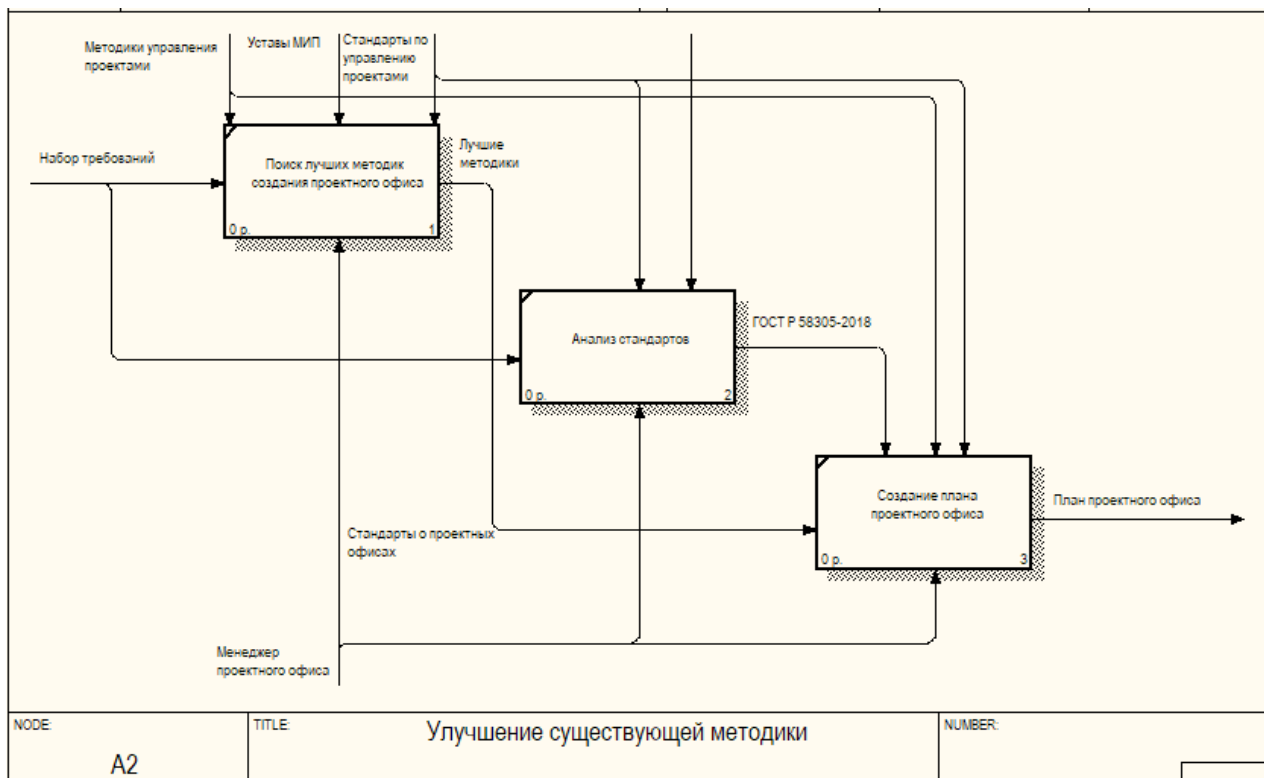 Методики управления
проектами
Уставы МИП
Стандарты по
управлению
проектами
Набор требований
Поиск лучших методик
создания проектного офиса
0 р.
1
Лучшие
методики
Анализ стандартов
0 р.
2
ГОСТ Р 58305-2018
Создание плана
проектного офиса
0 р.
3
План проектного офиса
Стандарты о проектных
офисах
Менеджер
проектного офиса
NODE:
A2
TITLE:
Улучшение существующей методики
NUMBER: